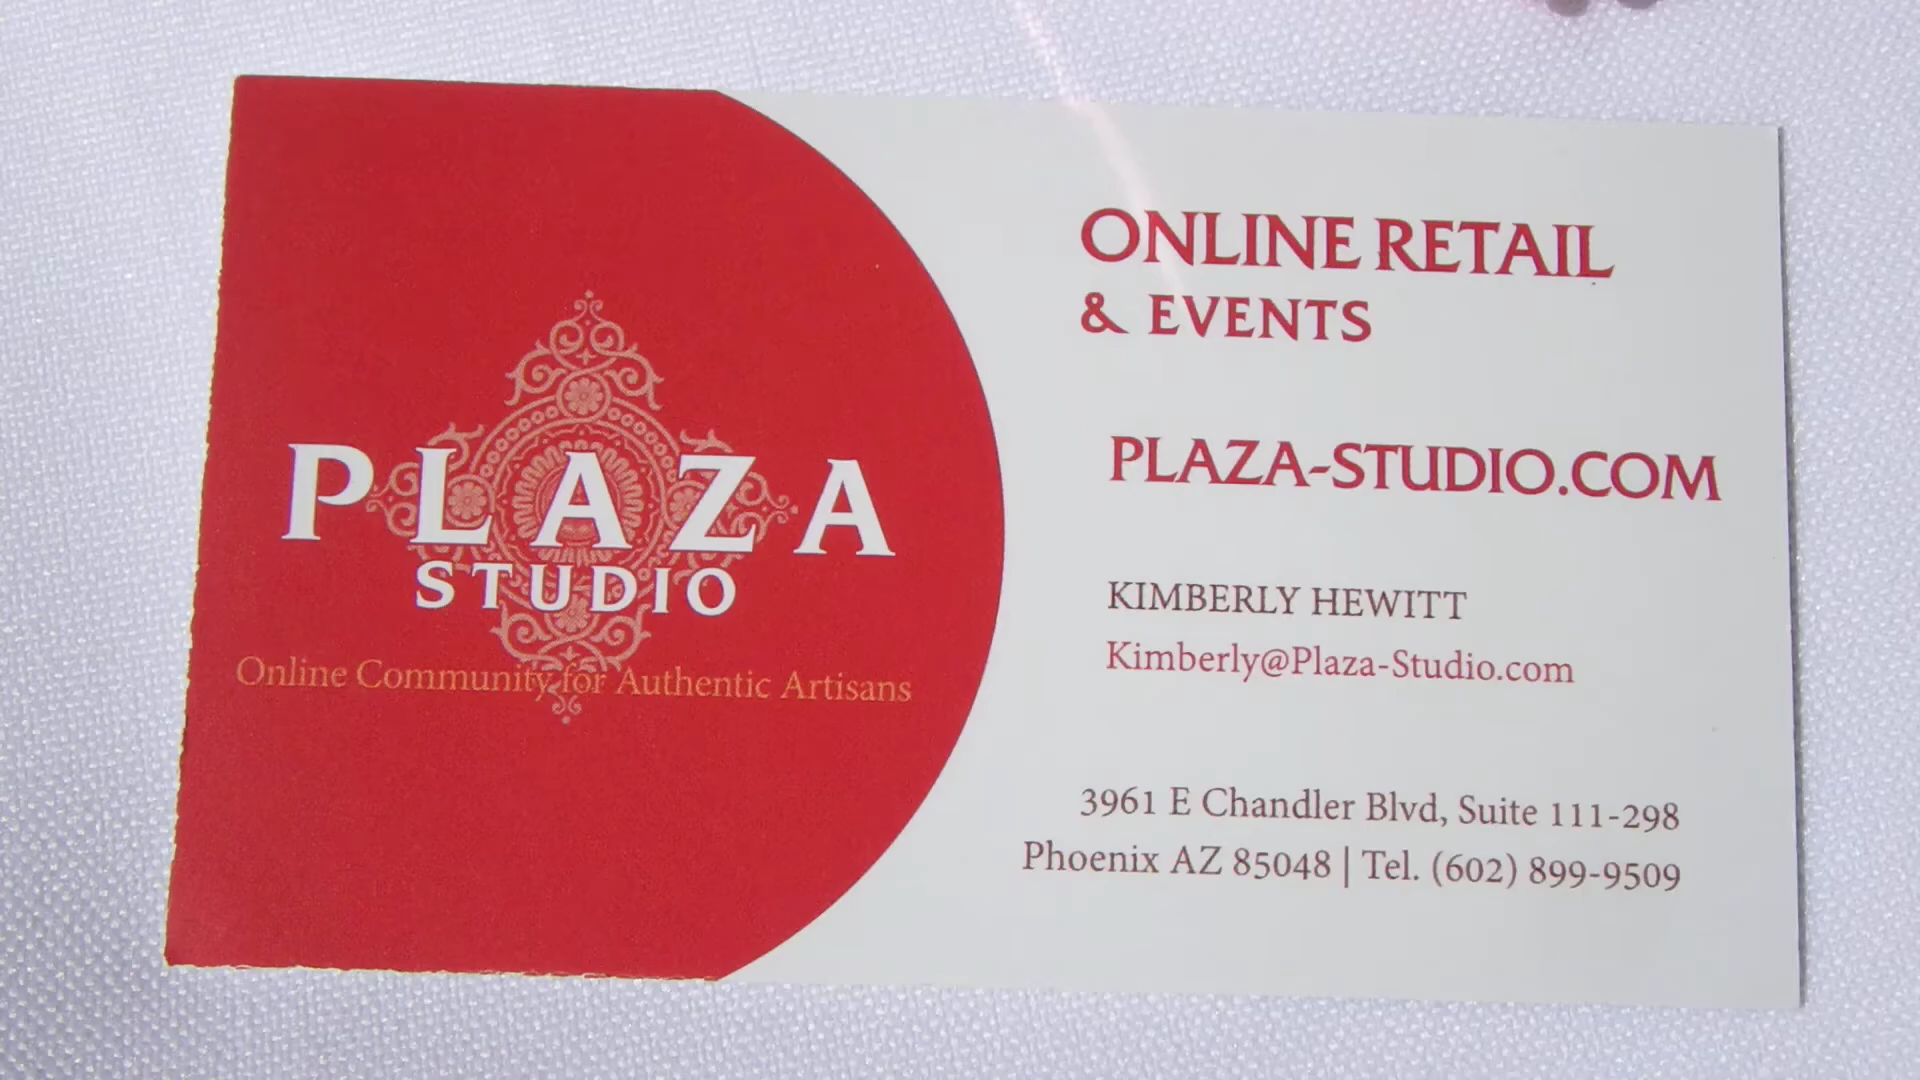 PLAZA
STUDIO
Online Community for Authentic Artisans
ONLINE RETAIL
& EVENTS
PLAZA-STUDIO.COM
KIMBERLY HEWITT
Kimberly@Plaza-Studio.com
3961 E Chandler Blvd, Suite 111-298
Phoenix AZ 85048 | Tel. (602) 899-9509